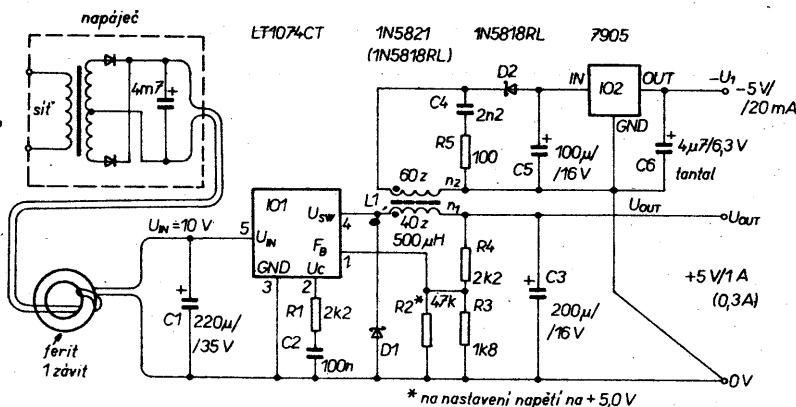 napáječ
LT1074CT
1N5821
(1N5818RL)
1N5818RL
7905
síť
4m7
+
D2
IN
IO2
OUT
GND
-U1
-5V/
/20mA
C4
2n2
R5
100
+
C5
100µ/
/16V
+
C6
4µ7/6,3V
tantal
60z
n2
L1
n1
40z
500µH
UOUT
UOUT
UIN=10V
5
IO1
UIN
USW
4
FB
1
GND
UC
3
2
R1
2k2
C2
100n
+
C1
220µ/
/35V
D1
R2*
47k
R4
2k2
R3
1k8
+
C3
200µ/
/16V
+5V/1A
(0,3A)
0V
ferit
1 závit
* na nastavení napětí na +5,0V